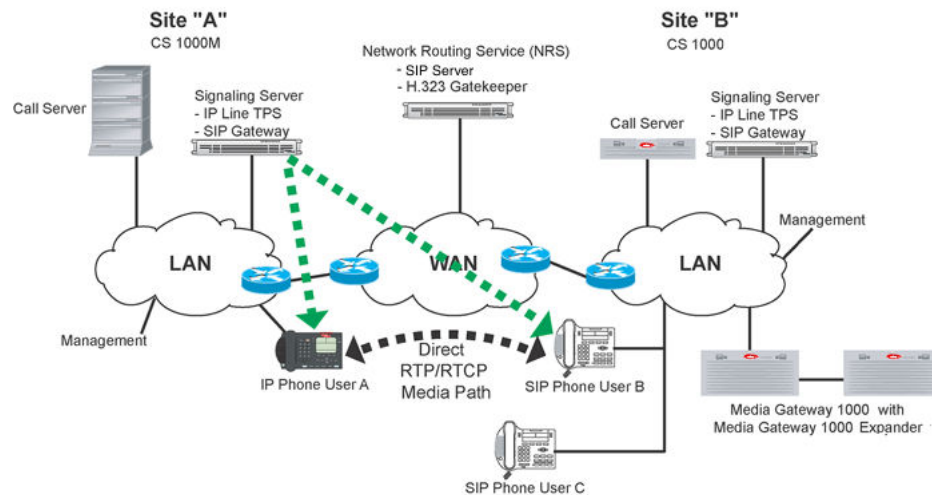 Site "A"
CS 1000M
Site "B"
CS 1000
Network Routing Service (NRS)
- SIP Server
- H.323 Gatekeeper
Call Server
Signaling Server
- IP Line TPS
- SIP Gateway
Call Server
Signaling Server
- IP Line TPS
- SIP Gateway
Management
LAN
WAN
LAN
Management
IP Phone User A
Direct
RTP/RTCP
Media Path
SIP Phone User B
Media Gateway 1000 with
Media Gateway 1000 Expander
SIP Phone User C